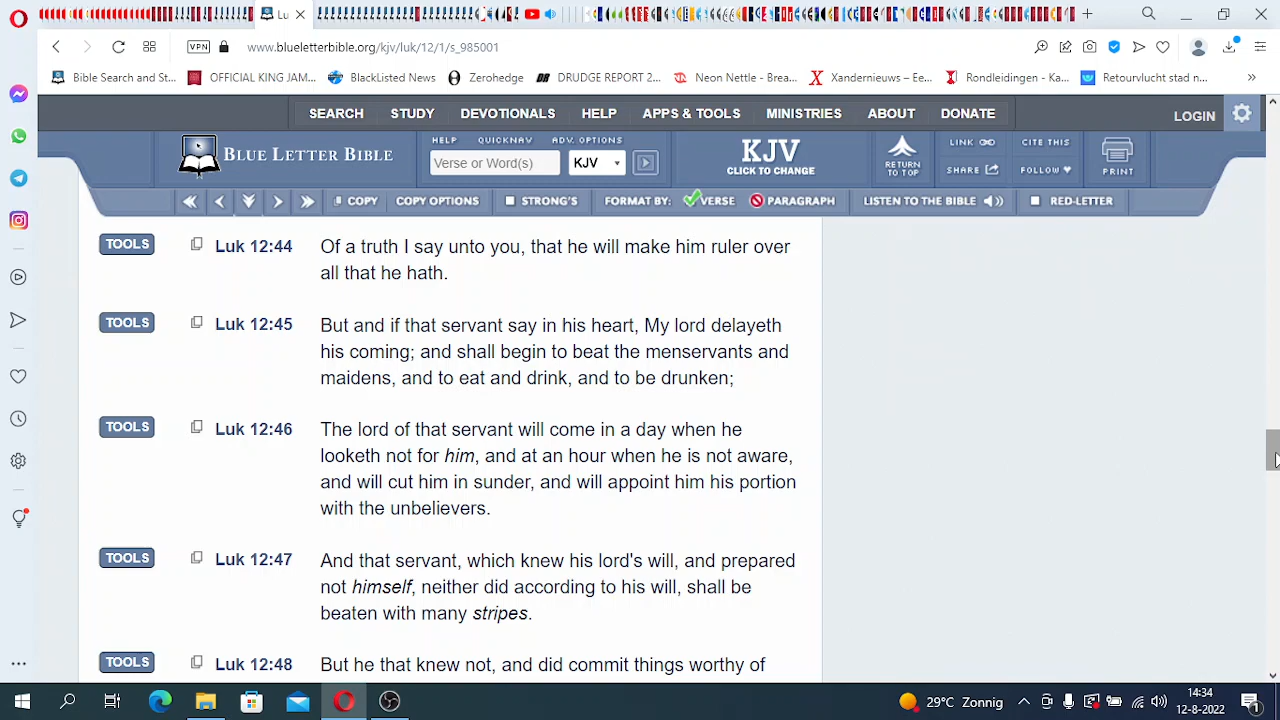 Lu
www.blueletterbible.org/kjv/luk/12/1/s_985001
VPN
Bible Search and St...
OFFICIAL KING JAM...
BlackListed News
Zerohedge
DRUDGE REPORT 2...
Neon Nettle - Brea...
Xandernieuws – Ee...
Rondleidingen - Ka...
Retourvlucht stad n...
SEARCH STUDY DEVOTIONALS HELP APPS & TOOLS MINISTRIES ABOUT DONATE LOGIN
BLUE LETTER BIBLE
HELP QUICKNAV ADV. OPTIONS
Verse or Word(s) KJV
KJV
CLICK TO CHANGE
RETURN
TO TOP
LINK CITE THIS
SHARE FOLLOW
PRINT
COPY COPY OPTIONS STRONG'S FORMAT BY: VERSE PARAGRAPH LISTEN TO THE BIBLE RED-LETTER
TOOLS Luk 12:44 Of a truth I say unto you, that he will make him ruler over
all that he hath.
TOOLS Luk 12:45 But and if that servant say in his heart, My lord delayeth
his coming; and shall begin to beat the menservants and
maidens, and to eat and drink, and to be drunken;
TOOLS Luk 12:46 The lord of that servant will come in a day when he
looketh not for him, and at an hour when he is not aware,
and will cut him in sunder, and will appoint him his portion
with the unbelievers.
TOOLS Luk 12:47 And that servant, which knew his lord's will, and prepared
not himself, neither did according to his will, shall be
beaten with many stripes.
TOOLS Luk 12:48 But he that knew not, and did commit things worthy of
29°C Zonnig
14:34
12-8-2022
1